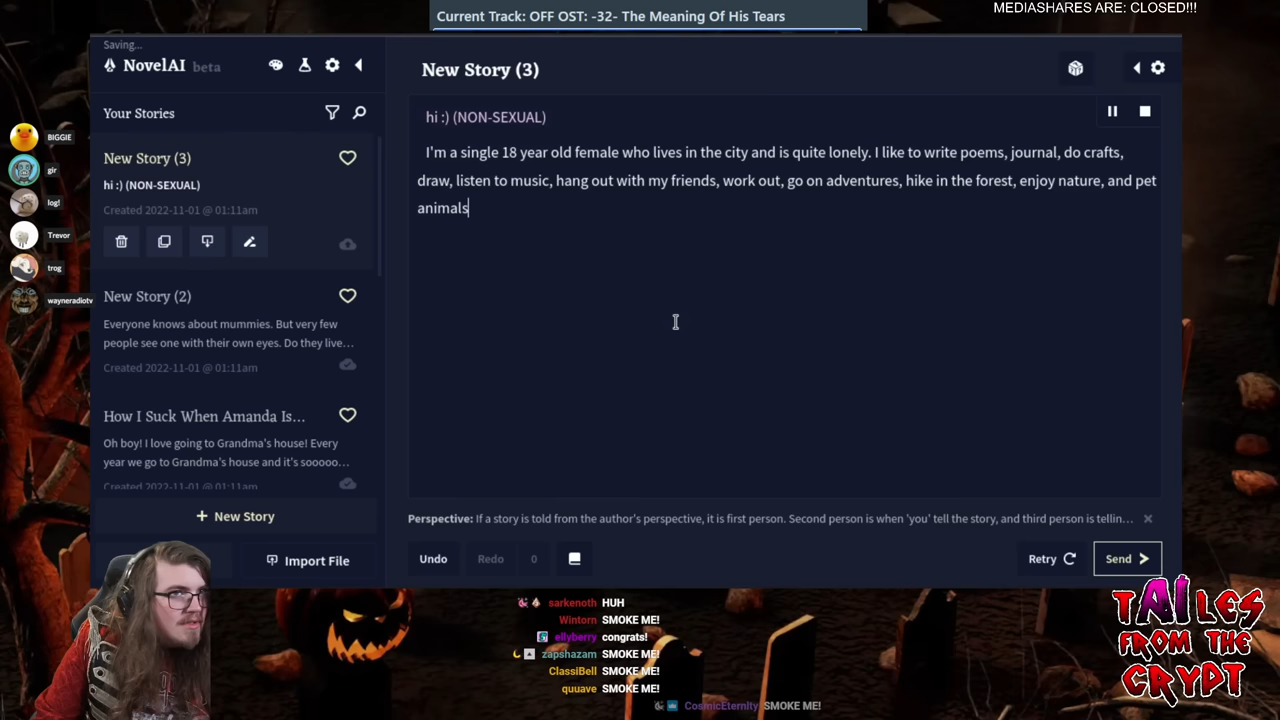 Current Track: OFF OST: -32- The Meaning Of His Tears
MEDIASHARES ARE: CLOSED!!!
Saving...
NovelAI beta
New Story (3)
Your Stories
hi :) (NON-SEXUAL)
BIGGIE
New Story (3)
I'm a single 18 year old female who lives in the city and is quite lonely. I like to write poems, journal, do crafts,
gir
hi :) (NON-SEXUAL)
draw, listen to music, hang out with my friends, work out, go on adventures, hike in the forest, enjoy nature, and pet
log!
Created 2022-11-01 @ 01:11am
animals
Trevor
trog
wayneradiotv
New Story (2)
Everyone knows about mummies. But very few
people see one with their own eyes. Do they live...
Created 2022-11-01 @ 01:11am
How I Suck When Amanda Is...
Oh boy! I love going to Grandma's house! Every
year we go to Grandma's house and it's sooooo...
Created 2022-11-01 @ 01:11am
+ New Story
Perspective: If a story is told from the author's perspective, it is first person. Second person is when 'you' tell the story, and third person is tellin...
Import File
Undo
Redo
0
Retry
Send
sarkenoth HUH
Wintorn SMOKE ME!
ellyberry congrats!
zapshazam SMOKE ME!
ClassiBell SMOKE ME!
quuave SMOKE ME!
CosmicEternity SMOKE ME!
TAILES
FROM THE
CRYPT